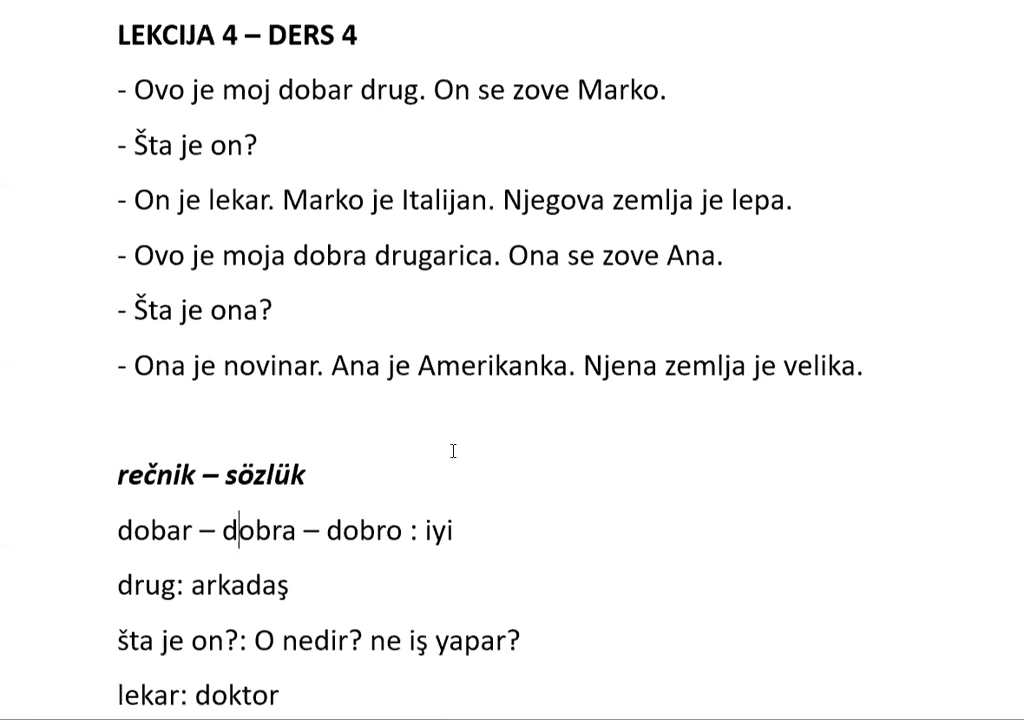 LEKCIJA 4 – DERS 4
- Ovo je moj dobar drug. On se zove Marko.
- Šta je on?
- On je lekar. Marko je Italijan. Njegova zemlja je lepa.
- Ovo je moja dobra drugarica. Ona se zove Ana.
- Šta je ona?
- Ona je novinar. Ana je Amerikanka. Njena zemlja je velika.
rečnik – sözlük
dobar – dobra – dobro : iyi
drug: arkadaş
šta je on?: O nedir? ne iş yapar?
lekar: doktor